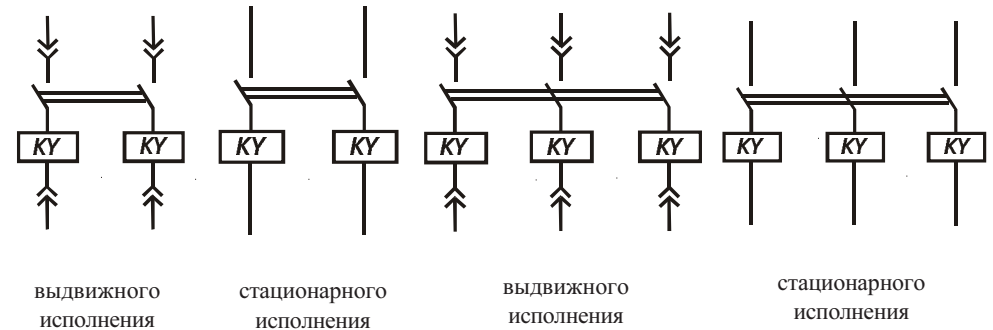 KY KY KY KY KY KY KY KY KY KY
выдвижного
исполнения
стационарного
исполнения
выдвижного
исполнения
стационарного
исполнения